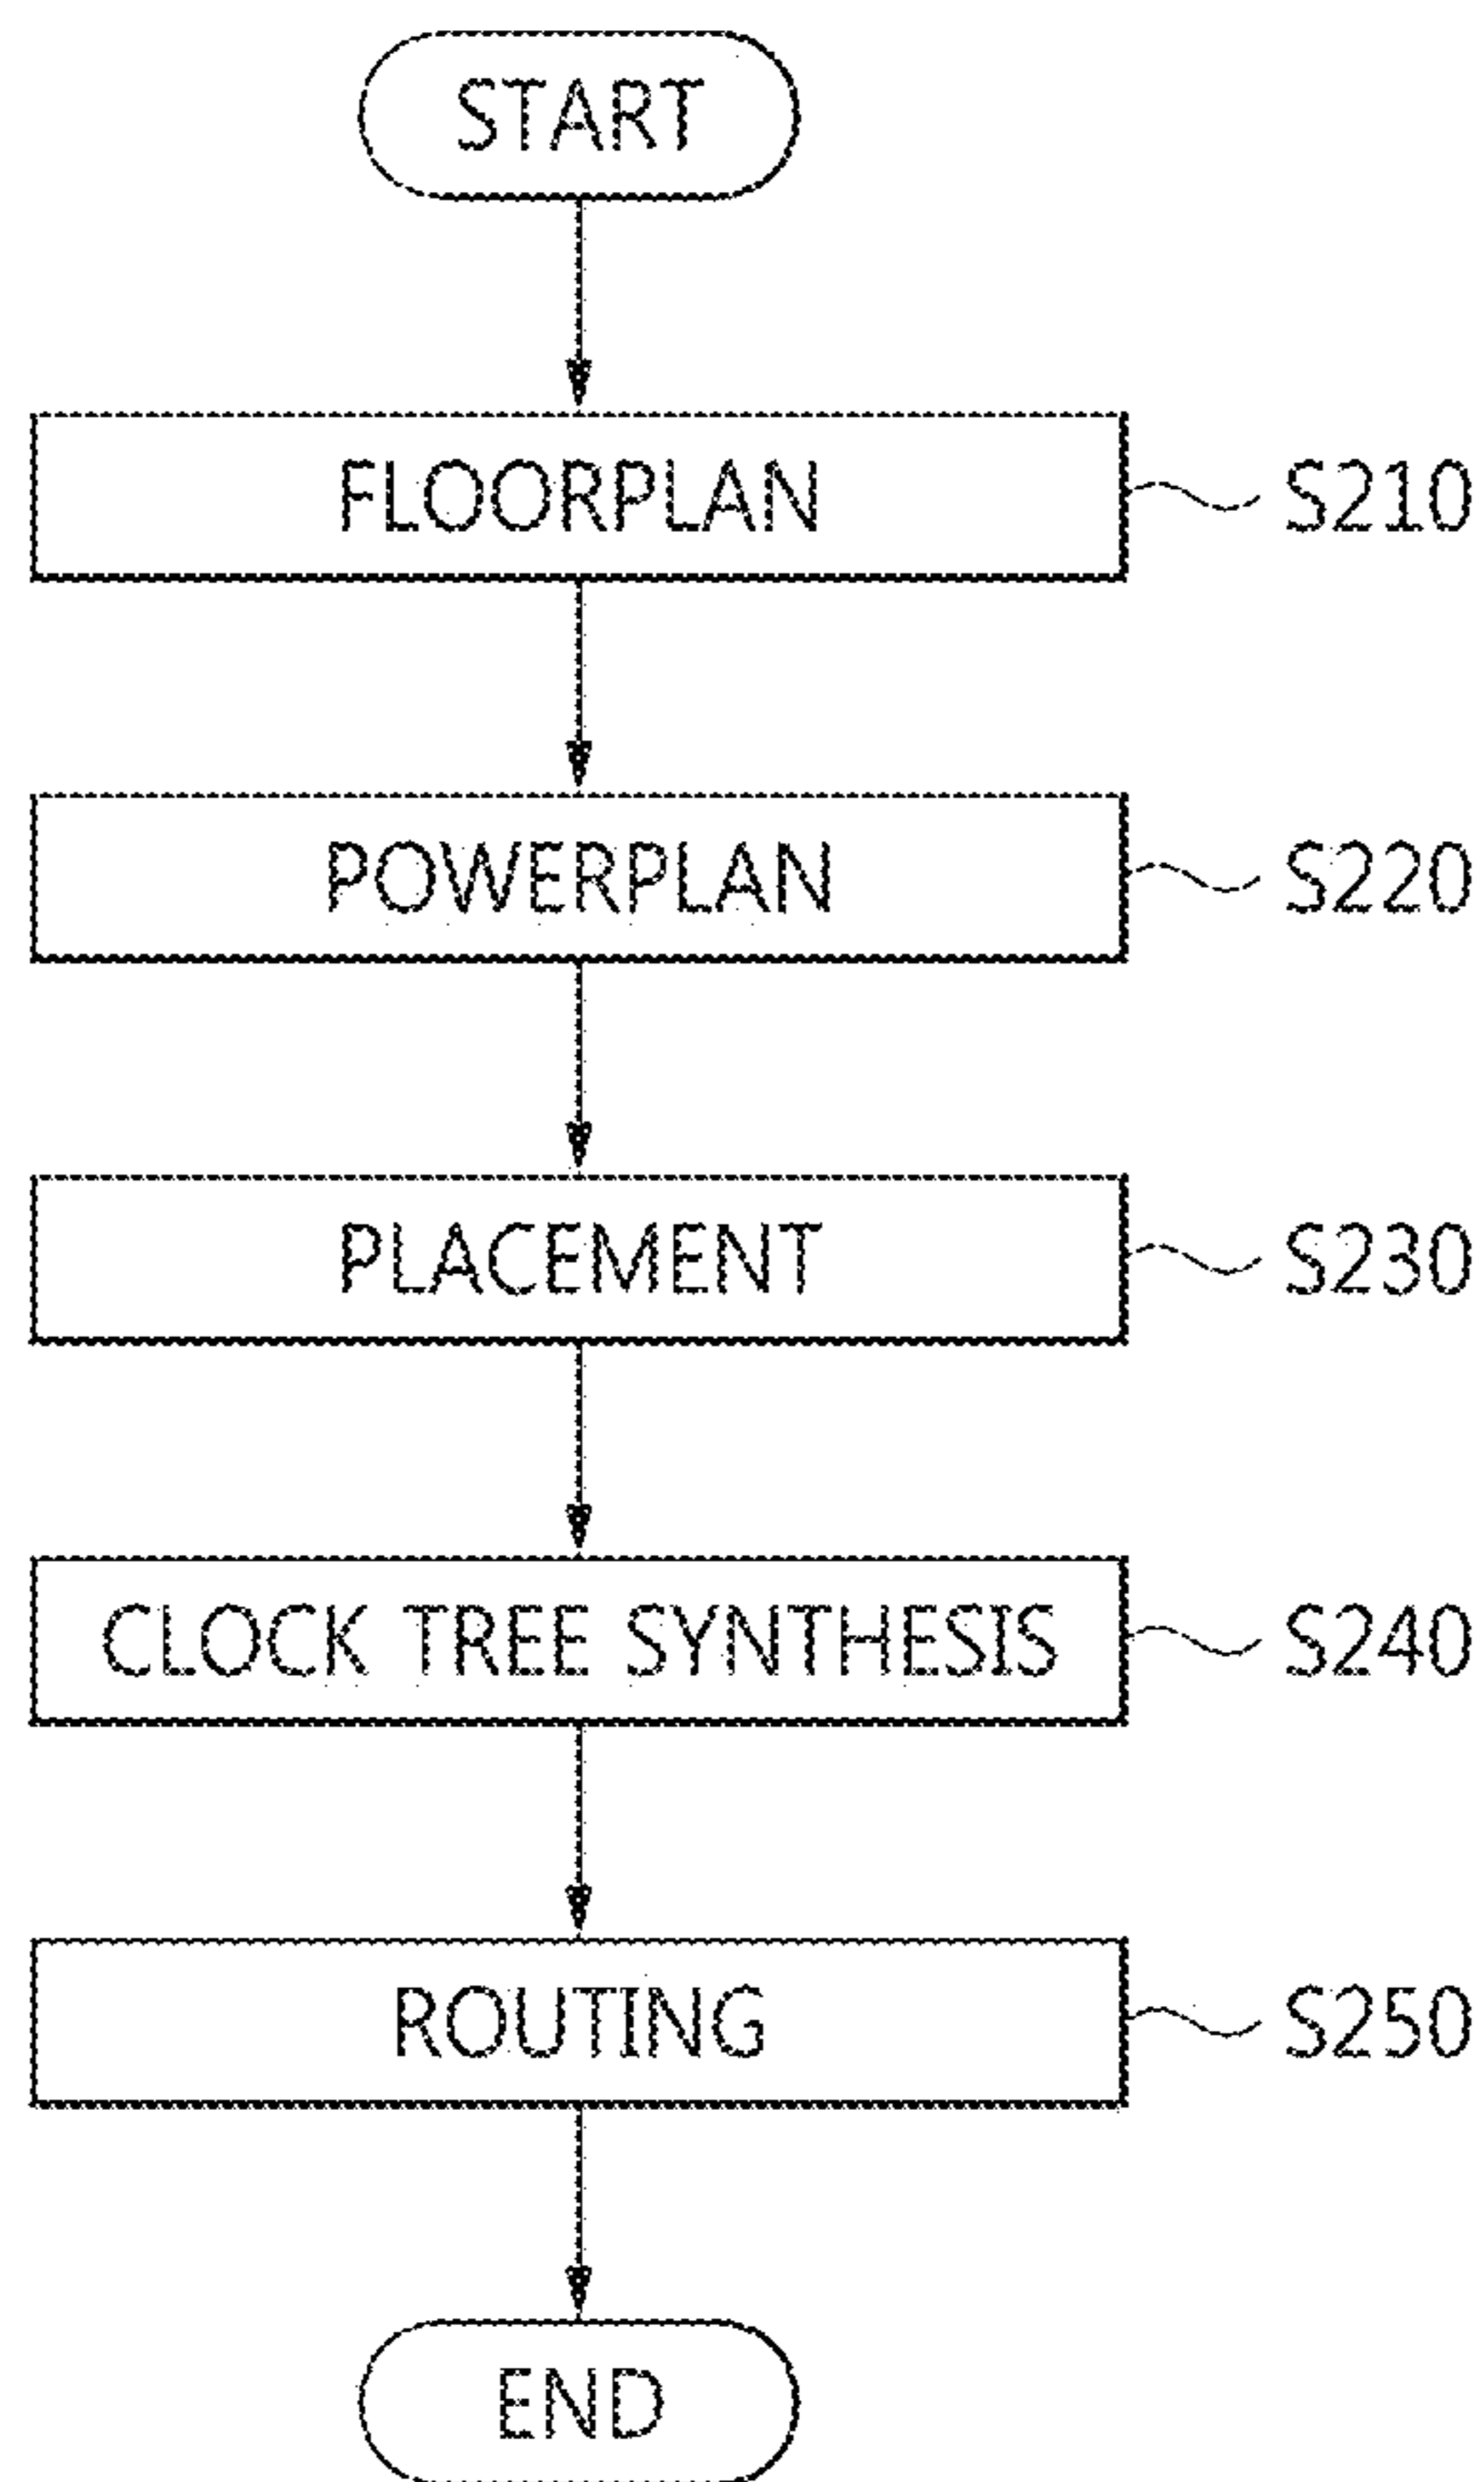 START
FLOORPLAN S210
POWERPLAN S220
PLACEMENT S230
CLOCK TREE SYNTHESIS S240
ROUTING S250
END